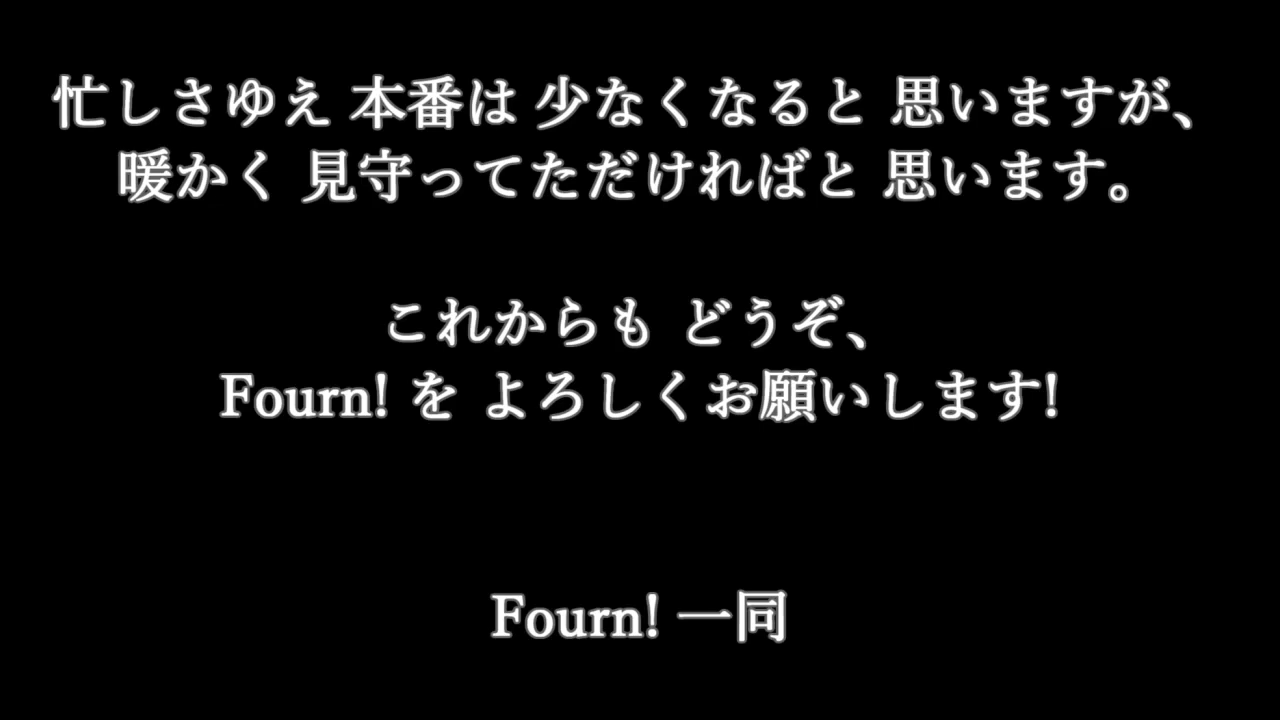 忙しさゆえ 本番は 少なくなると 思いますが、
暖かく 見守ってただければと 思います。
これからも どうぞ、
Fourn! を よろしくお願いします!
Fourn! 一同